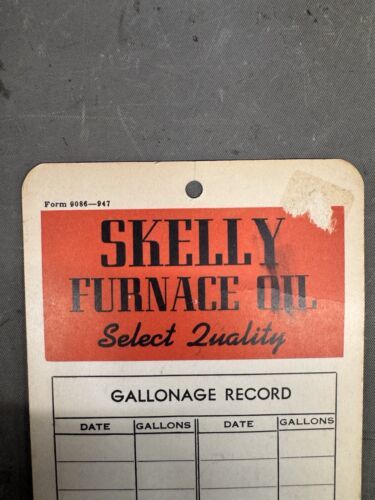 Form 9086—947
SKELLY
FURNACE OIL
Select Quality
GALLONAGE RECORD
DATE GALLONS DATE GALLONS